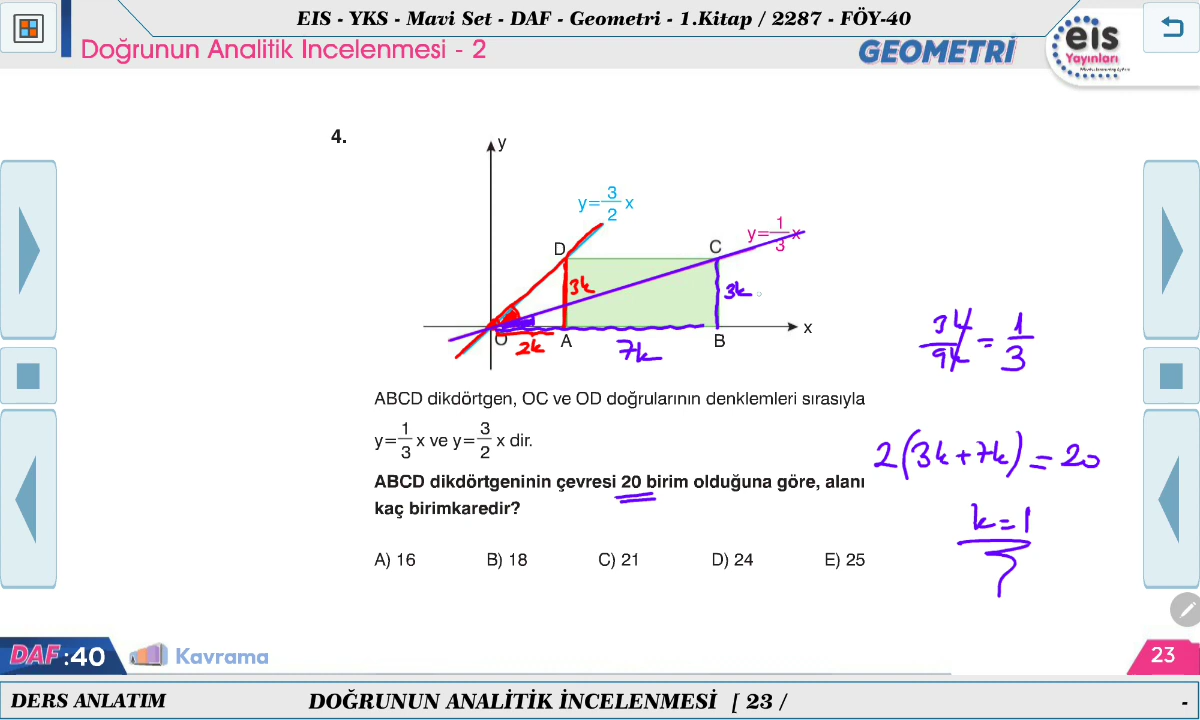 EIS - YKS - Mavi Set - DAF - Geometri - 1.Kitap / 2287 - FÖY-40
Doğrunun Analitik İncelenmesi - 2
GEOMETRİ
eis
Yayınları
4.
y
y=3/2 x
y=1/3 x
D
C
3k
3k
O
2k
A
7k
B
x
3k/9k = 1/3
ABCD dikdörtgen, OC ve OD doğrularının denklemleri sırasıyla
y=1/3 x ve y=3/2 x dir.
2(3k+7k)=20
ABCD dikdörtgeninin çevresi 20 birim olduğuna göre, alanı
kaç birimkaredir?
k=1
A) 16 B) 18 C) 21 D) 24 E) 25
DAF :40
Kavrama
23
DERS ANLATIM DOĞRUNUN ANALİTİK İNCELENMESİ [ 23 / -